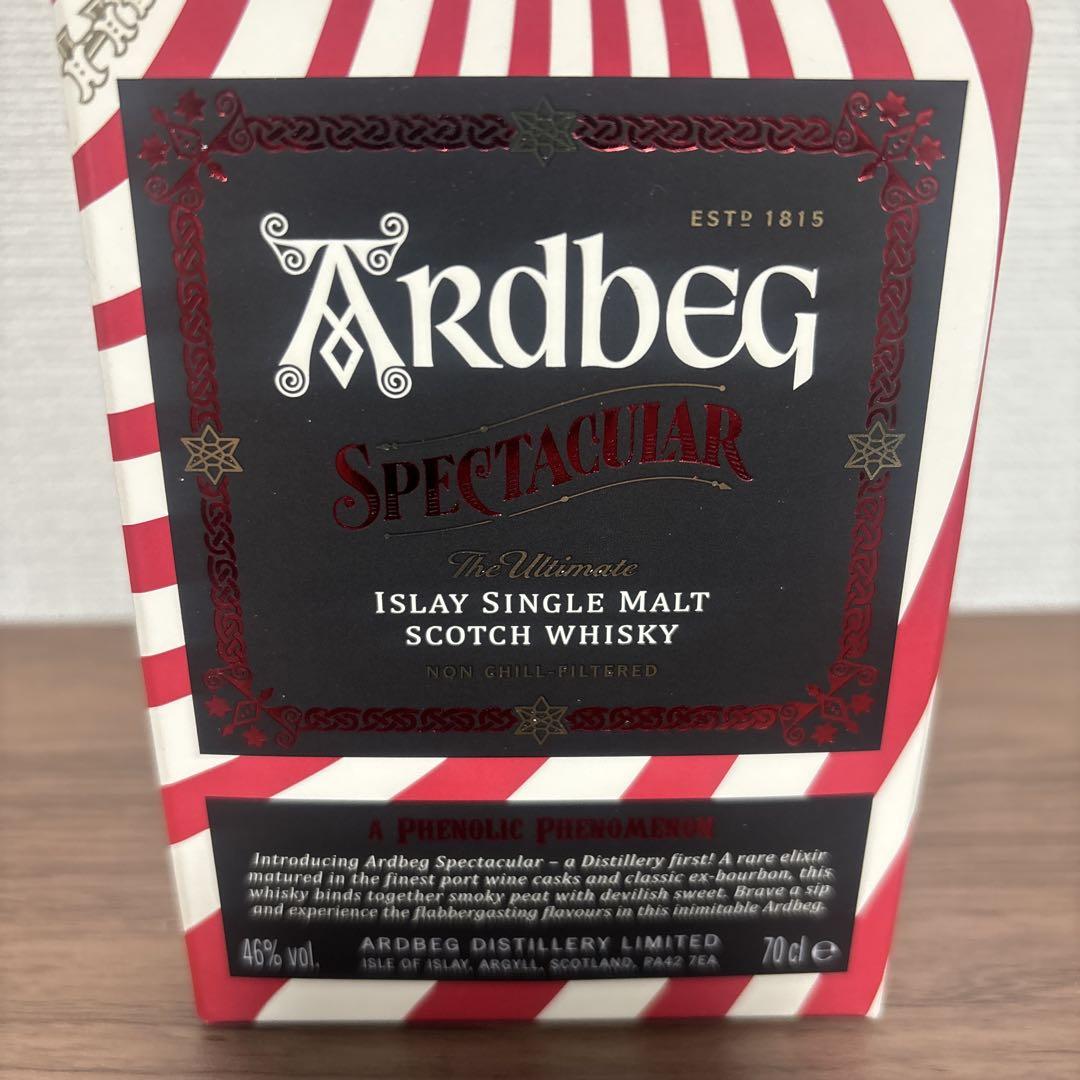 ESTD 1815
ARDBEG
SPECTACULAR
The Ultimate
ISLAY SINGLE MALT
SCOTCH WHISKY
NON CHILL-FILTERED
A PHENOLIC PHENOMENON
Introducing Ardbeg Spectacular – a Distillery first! A rare elixir
matured in the finest port wine casks and classic ex-bourbon, this
whisky binds together smoky peat with devilish sweet. Brave a sip
and experience the flabbergasting flavours in this inimitable Ardbeg.
46% vol.
ARDBEG DISTILLERY LIMITED
ISLE OF ISLAY, ARGYLL, SCOTLAND, PA42 7EA
70 cl e